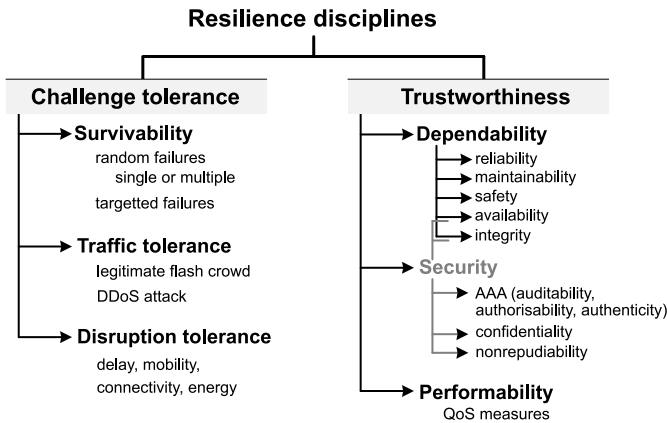 Resilience disciplines
Challenge tolerance
Survivability
random failures
single or multiple
targetted failures
Traffic tolerance
legitimate flash crowd
DDoS attack
Disruption tolerance
delay, mobility,
connectivity, energy
Trustworthiness
Dependability
reliability
maintainability
safety
availability
integrity
Security
AAA (auditability,
authorisability, authenticity)
confidentiality
nonrepudiability
Performability
QoS measures